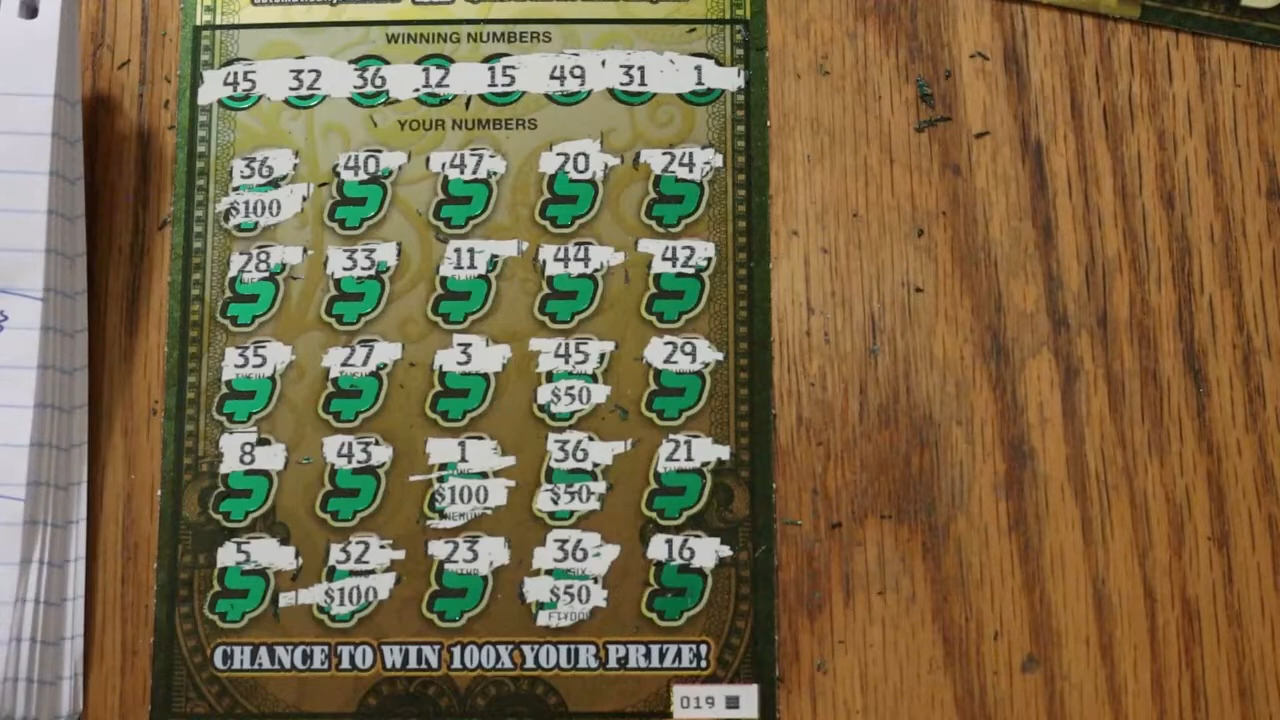 WINNING NUMBERS
45 32 36 12 15 49 31 1
YOUR NUMBERS
36 40 47 20 24
$100
28 33 11 44 42
35 27 3 45 29
$50
8 43 1 36 21
$100 $50
5 32 23 36 16
$100 $50
CHANCE TO WIN 100X YOUR PRIZE!
019